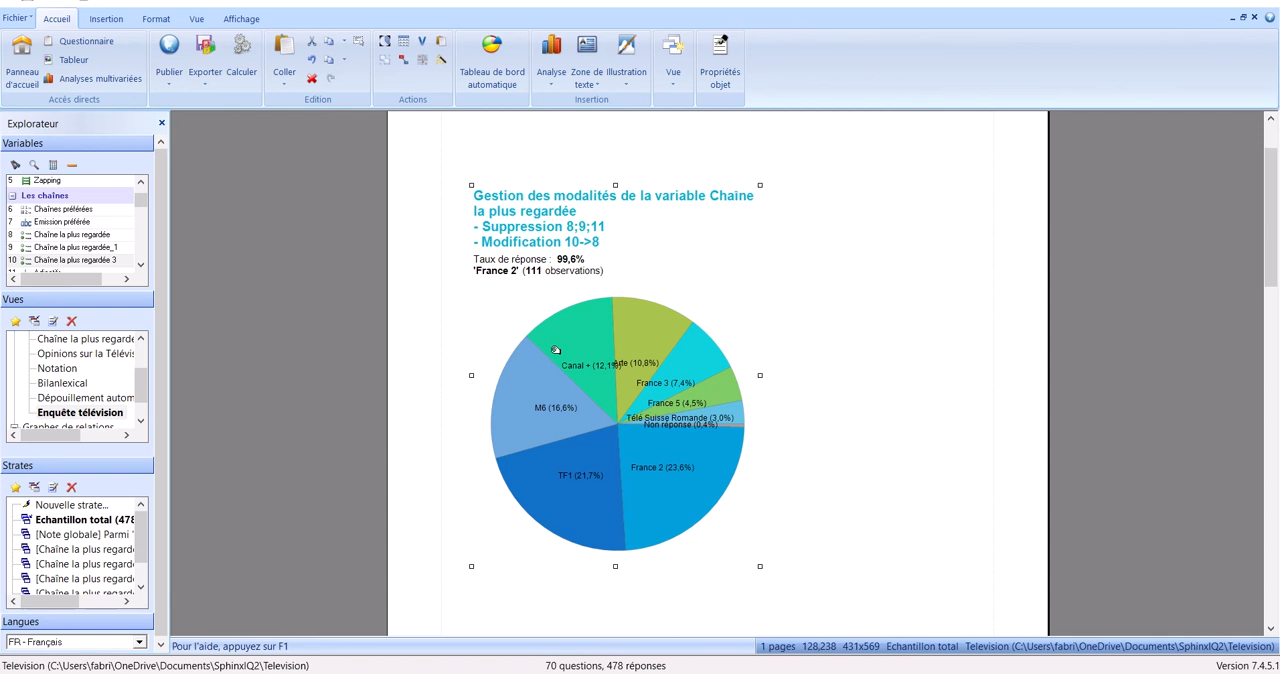 Fichier
Accueil
Insertion
Format
Vue
Affichage
Panneau d'accueil
Questionnaire
Tableur
Analyses multivariées
Accès directs
Publier
Exporter
Calculer
Coller
Edition
Actions
Tableau de bord automatique
Analyse
Zone de texte
Illustration
Insertion
Vue
Propriétés objet
Explorateur
Variables
5 Zapping
Les chaînes
6 Chaînes préférées
7 abc Emission préférée
8 Chaîne la plus regardée
9 Chaîne la plus regardée_1
10 Chaîne la plus regardée 3
Vues
Chaîne la plus regardé
Opinions sur la Télévis
Notation
Bilanlexical
Dépouillement autom
Enquête télévision
Graphes de relations
Strates
Nouvelle strate...
Echantillon total (478
[Note globale] Parmi
[Chaîne la plus regard
[Chaîne la plus regard
[Chaîne la plus regard
[Chaîne la plus regard
Langues
FR - Français
Gestion des modalités de la variable Chaine
la plus regardée
- Suppression 8;9;11
- Modification 10->8
Taux de réponse : 99,6%
'France 2' (111 observations)
Canal + (12,1%)
Arte (10,8%)
France 3 (7,4%)
France 5 (4,5%)
Télé Suisse Romande (3,0%)
Non réponse (0,4%)
M6 (16,6%)
TF1 (21,7%)
France 2 (23,6%)
Pour l'aide, appuyez sur F1
1 pages 128,238 431x569 Echantillon total Television (C:\Users\fabri\OneDrive\Documents\SphinxIQ2\Television)
Television (C:\Users\fabri\OneDrive\Documents\SphinxIQ2\Television)
70 questions, 478 réponses
Version 7.4.5.1